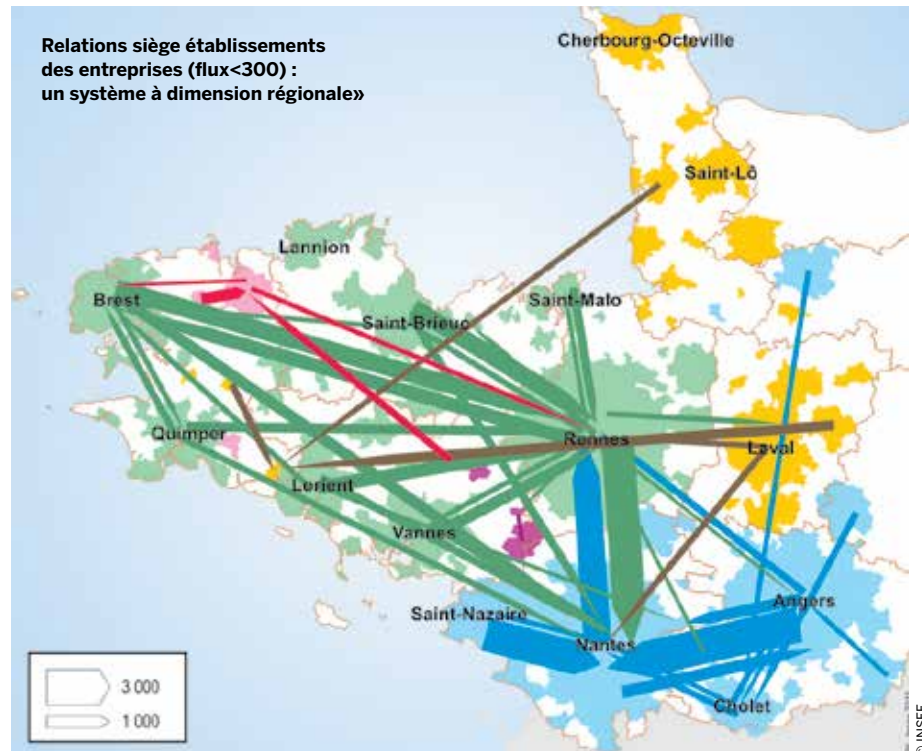 Relations siège établissements
des entreprises (flux<300) :
un système à dimension régionale»
Cherbourg-Octeville
Saint-Lô
Lannion
Brest
Saint-Malo
Saint-Brieuc
Quimper
Rennes
Laval
Lorient
Vannes
Saint-Nazaire
Angers
Nantes
Cholet
3 000
1 000
INSEE